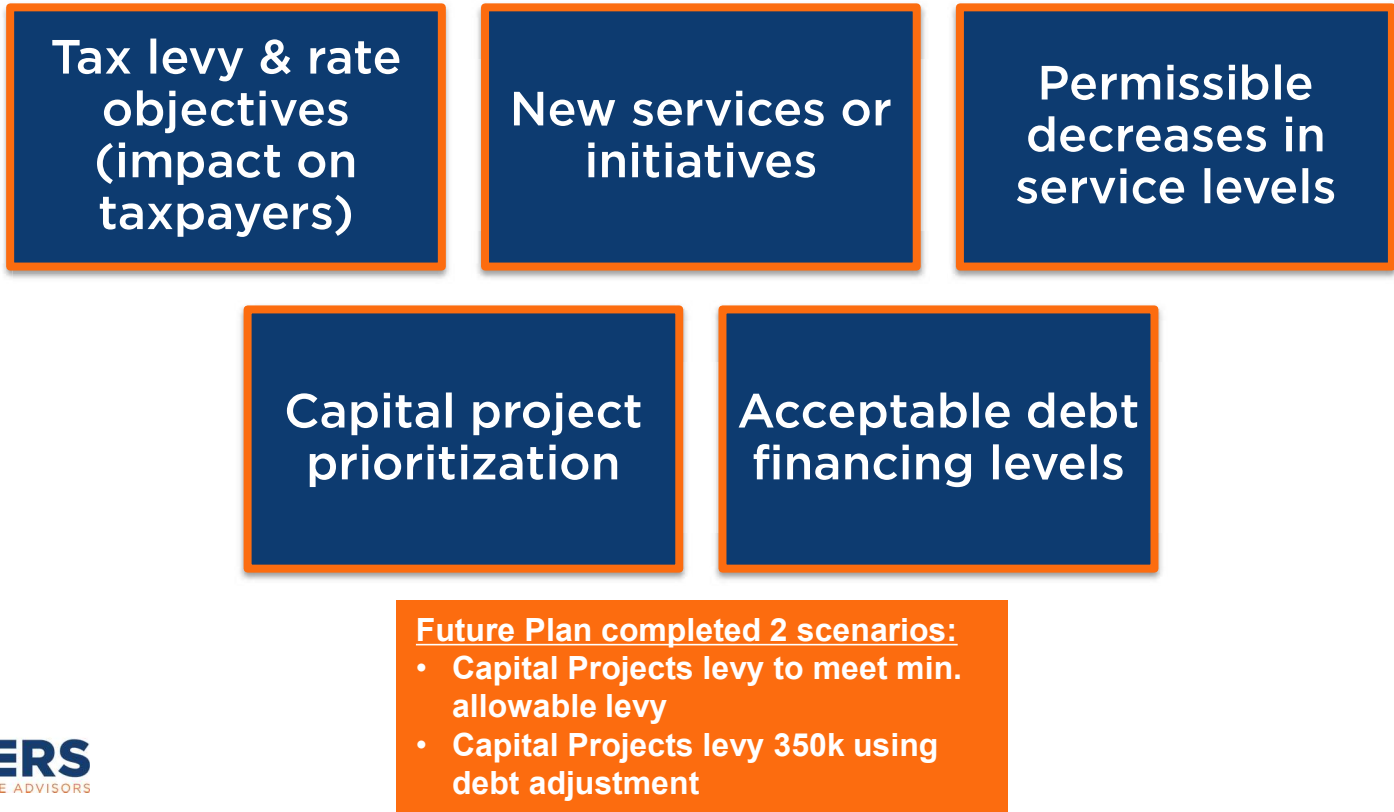 Tax levy & rate
objectives
(impact on
taxpayers)
New services or
initiatives
Permissible
decreases in
service levels
Capital project
prioritization
Acceptable debt
financing levels
Future Plan completed 2 scenarios:
• Capital Projects levy to meet min.
allowable levy
• Capital Projects levy 350k using
debt adjustment
ERS
E ADVISORS